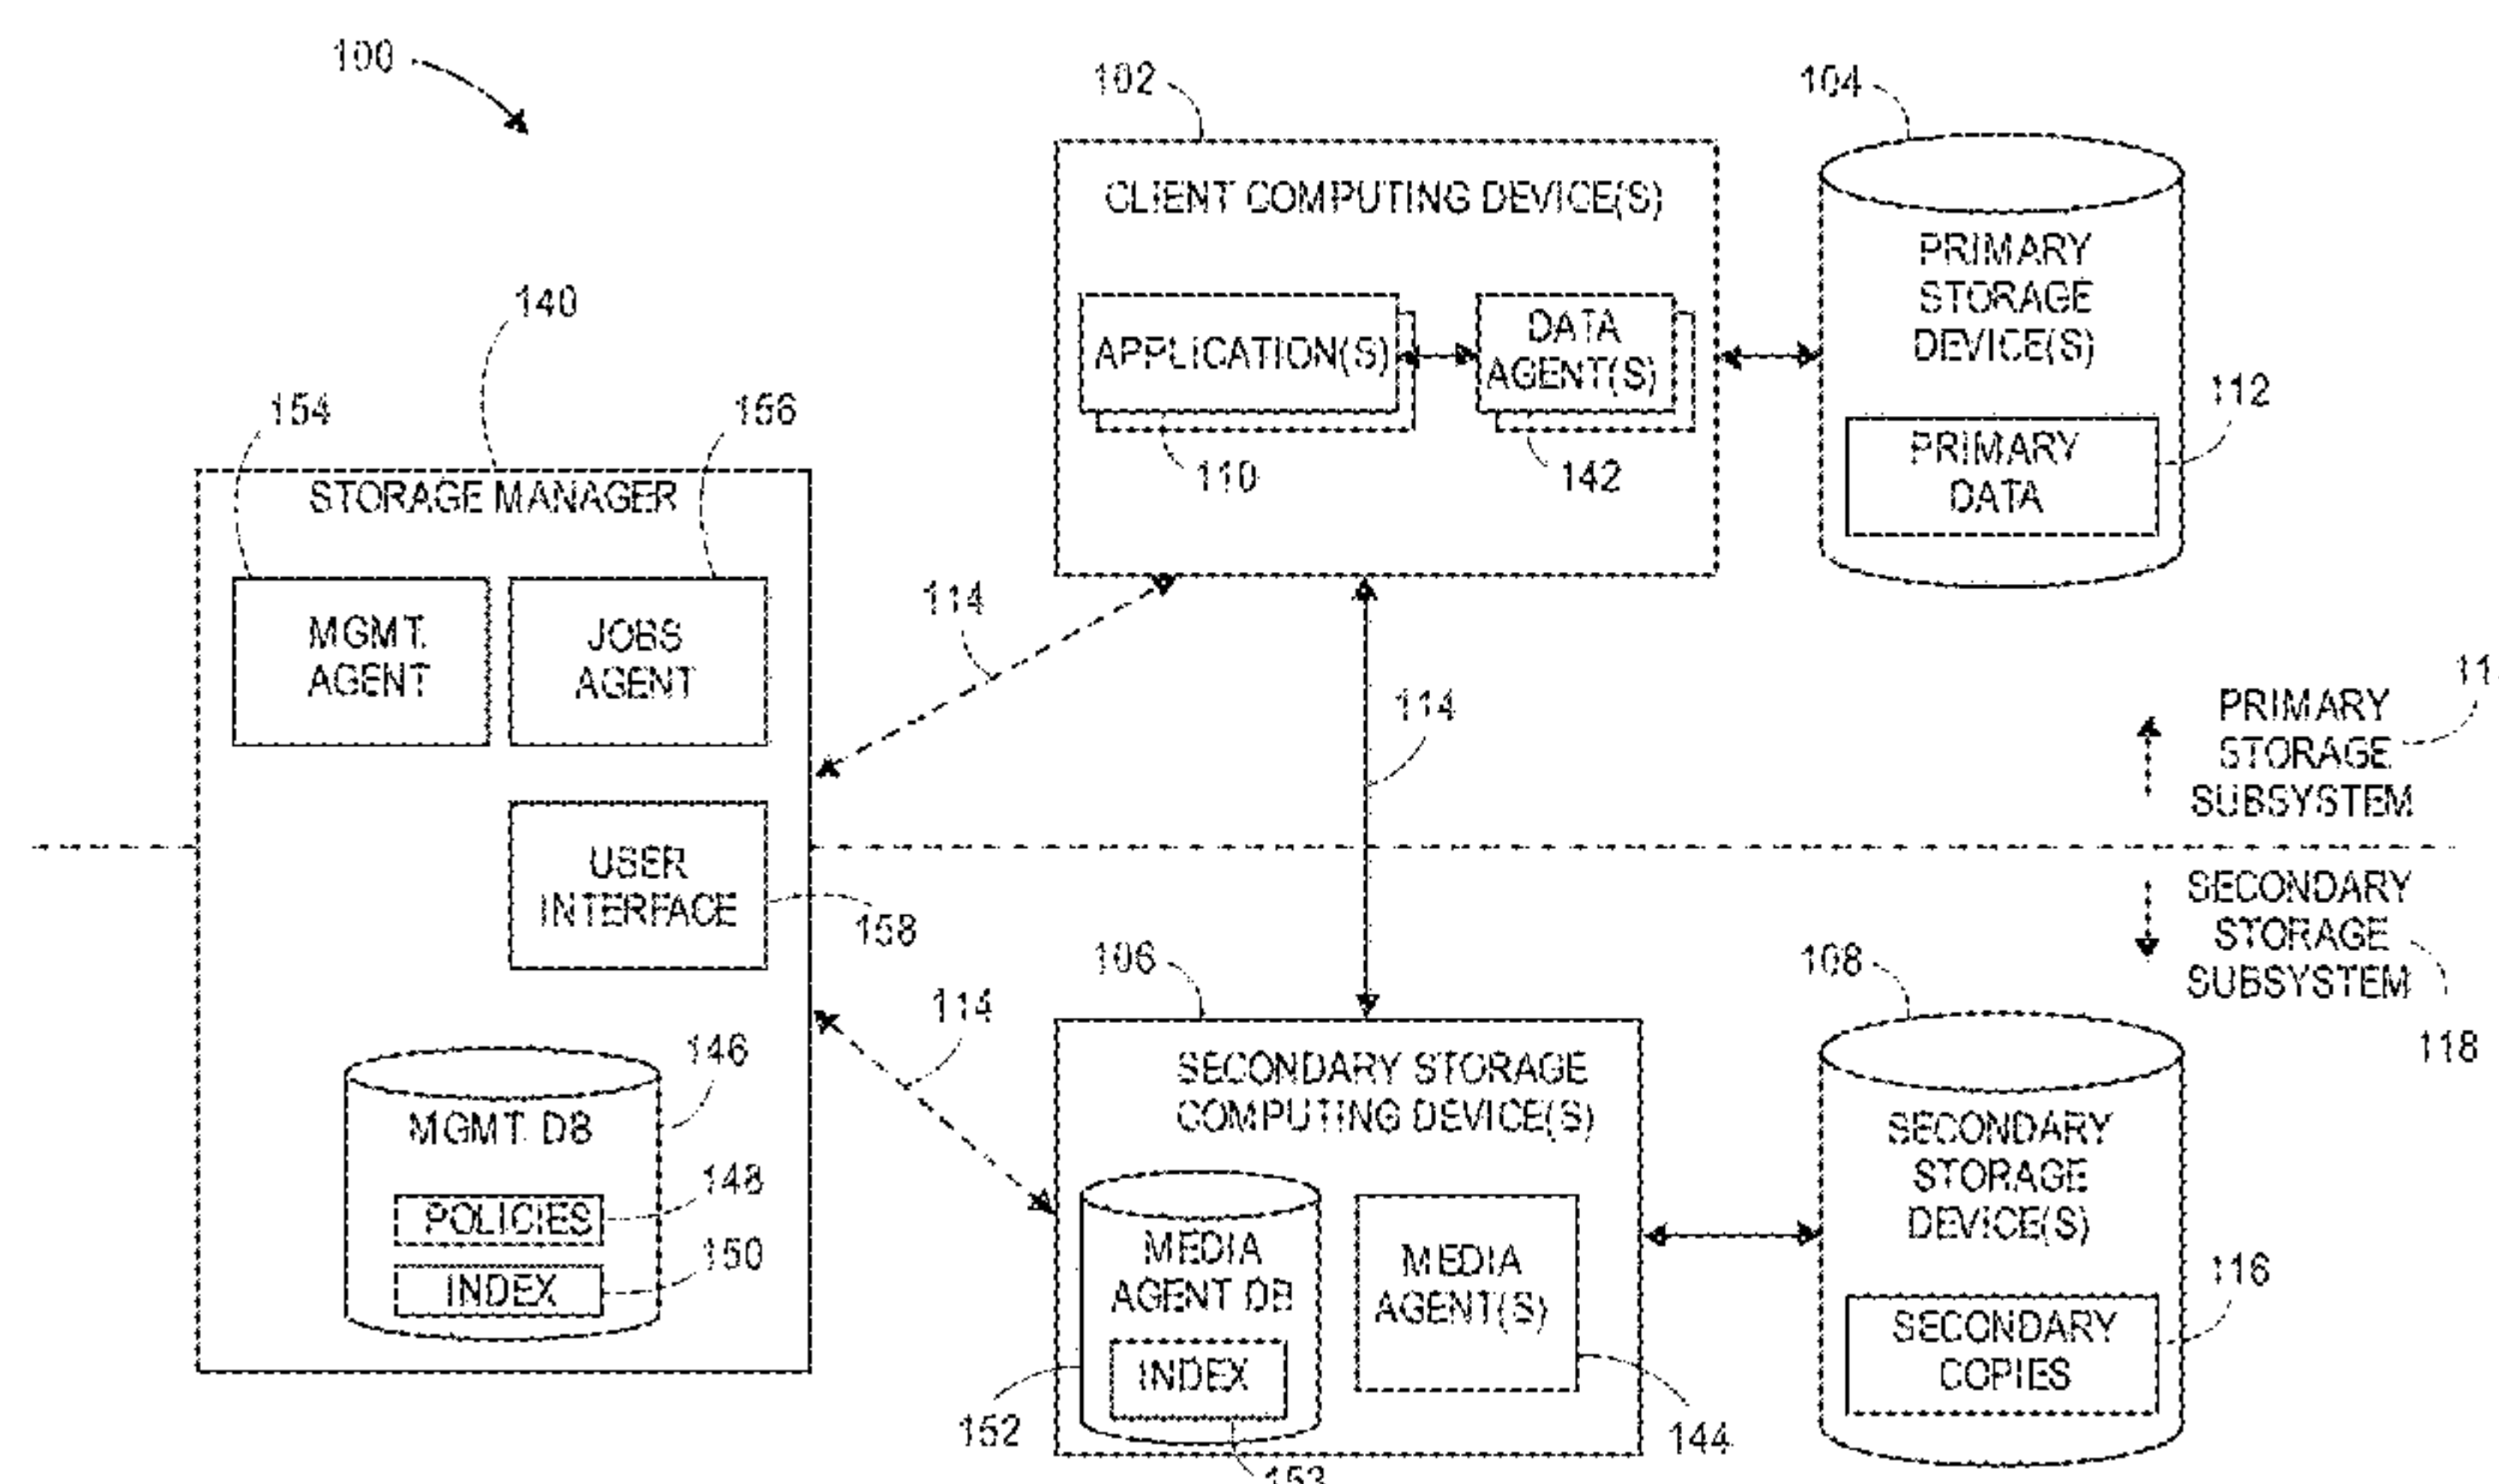 100
102
104
CLIENT COMPUTING DEVICE(S)
APPLICATION(S)
DATA
AGENT(S)
110
142
PRIMARY
STORAGE
DEVICE(S)
112
PRIMARY
DATA
140
154
156
STORAGE MANAGER
MGMT.
AGENT
JOBS
AGENT
114
114
PRIMARY
STORAGE
SUBSYSTEM
USER
INTERFACE
158
SECONDARY
STORAGE
SUBSYSTEM
118
114
106
108
146
MGMT. DB
148
POLICIES
150
INDEX
SECONDARY STORAGE
COMPUTING DEVICE(S)
MEDIA
AGENT DB
INDEX
MEDIA
AGENT(S)
152
144
SECONDARY
STORAGE
DEVICE(S)
116
SECONDARY
COPIES